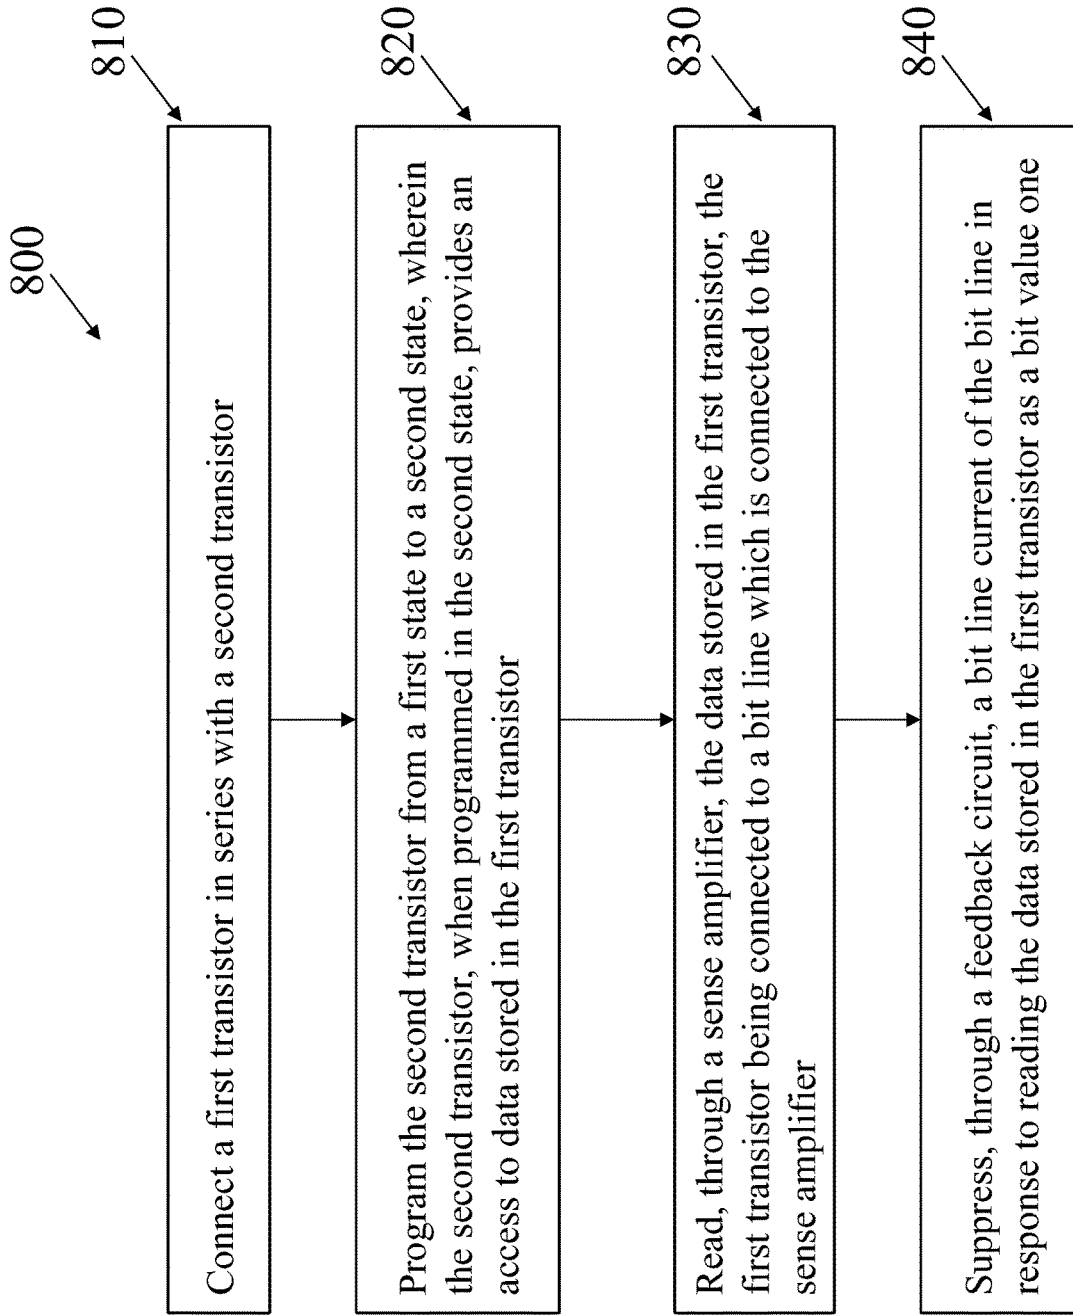 800
810
Connect a first transistor in series with a second transistor
820
Program the second transistor from a first state to a second state, wherein
the second transistor, when programmed in the second state, provides an
access to data stored in the first transistor
830
Read, through a sense amplifier, the data stored in the first transistor, the
first transistor being connected to a bit line which is connected to the
sense amplifier
840
Suppress, through a feedback circuit, a bit line current of the bit line in
response to reading the data stored in the first transistor as a bit value one